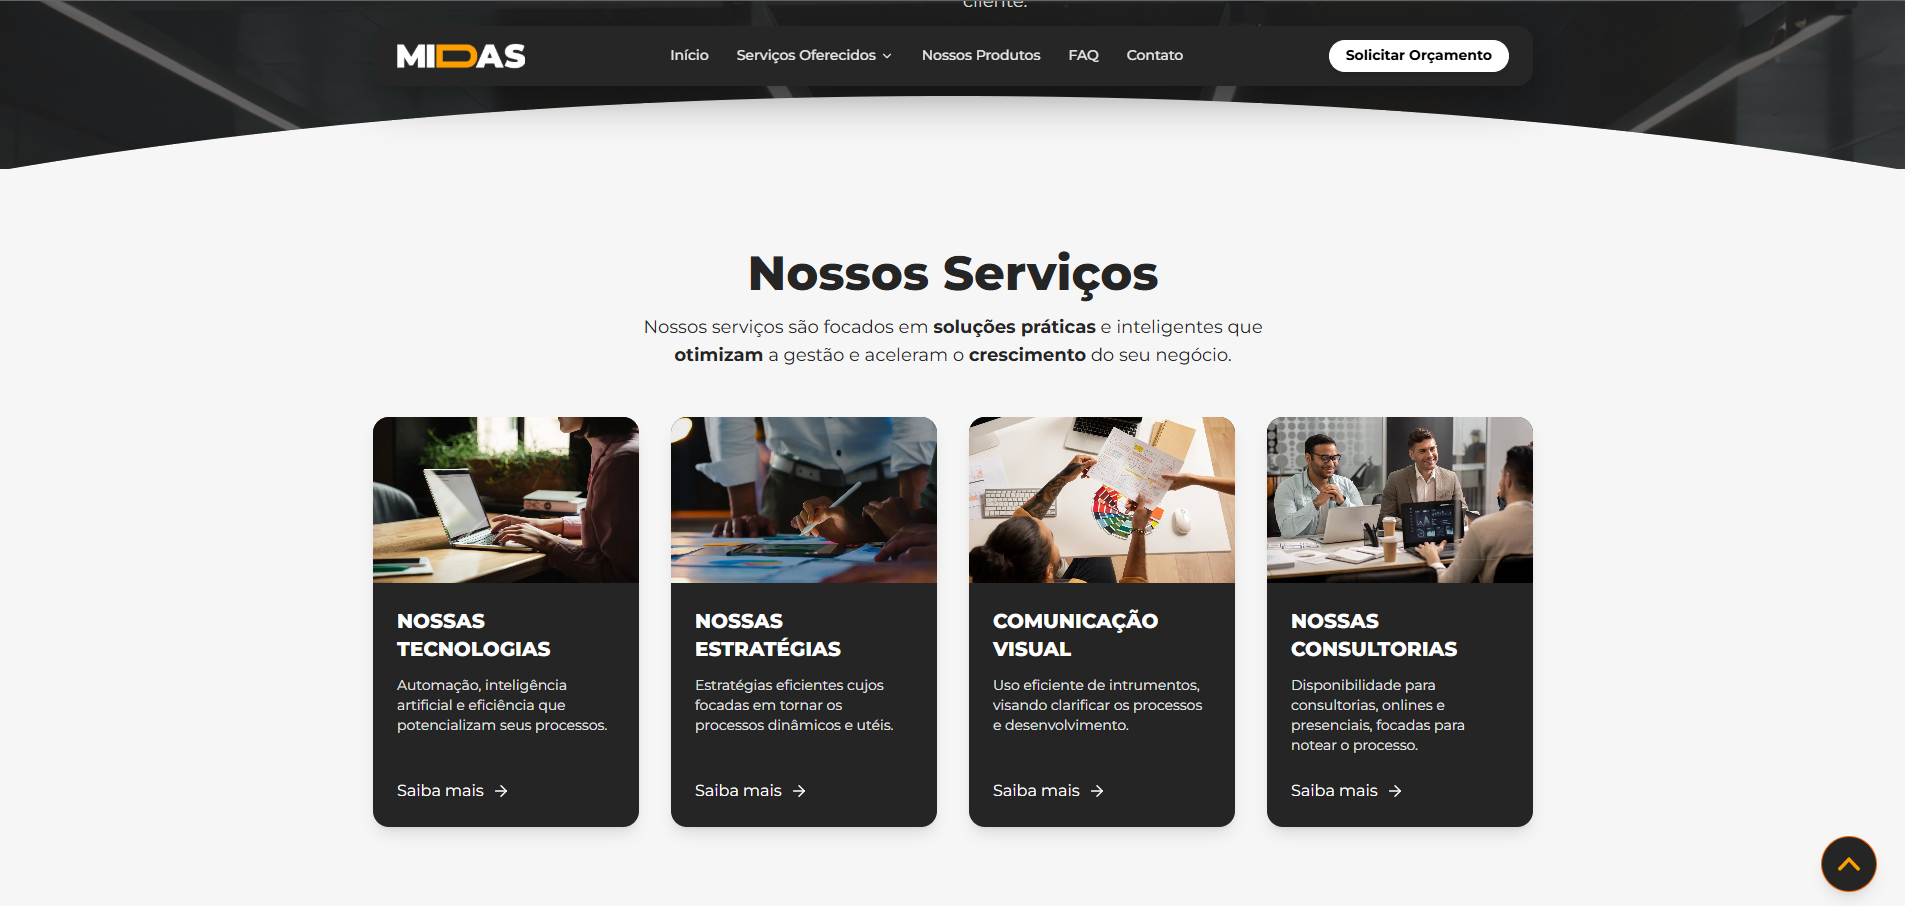 cliente.
MIDAS
Início
Serviços Oferecidos
Nossos Produtos
FAQ
Contato
Solicitar Orçamento
Nossos Serviços
Nossos serviços são focados em soluções práticas e inteligentes que
otimizam a gestão e aceleram o crescimento do seu negócio.
NOSSAS
TECNOLOGIAS
Automação, inteligência
artificial e eficiência que
potencializam seus processos.
Saiba mais
NOSSAS
ESTRATÉGIAS
Estratégias eficientes cujos
focadas em tornar os
processos dinâmicos e utéis.
Saiba mais
COMUNICAÇÃO
VISUAL
Uso eficiente de intrumentos,
visando clarificar os processos
e desenvolvimento.
Saiba mais
NOSSAS
CONSULTORIAS
Disponibilidade para
consultorias, onlines e
presenciais, focadas para
notear o processo.
Saiba mais